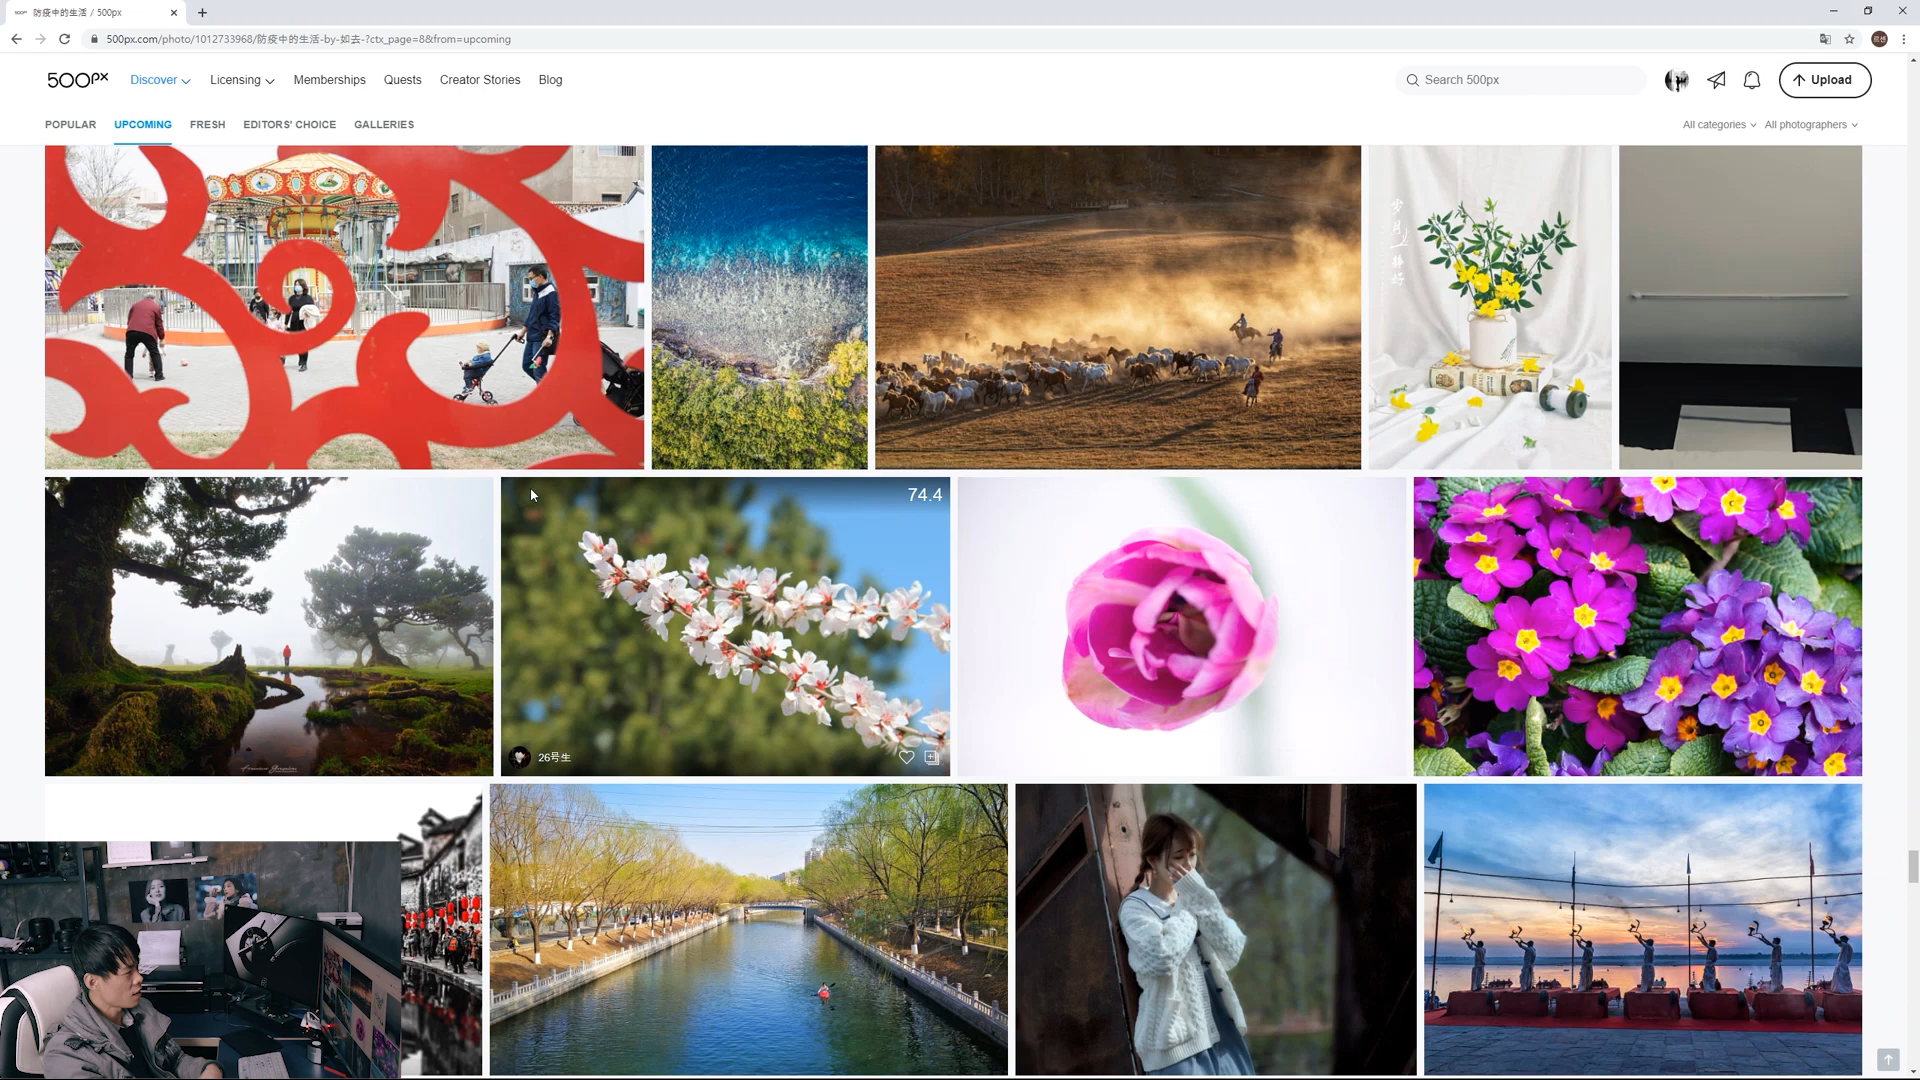 防疫中的生活 / 500px
500px.com/photo/1012733968/防疫中的生活-by-如去-?ctx_page=8&from=upcoming
500px
Discover
Licensing
Memberships
Quests
Creator Stories
Blog
Search 500px
Upload
POPULAR
UPCOMING
FRESH
EDITORS' CHOICE
GALLERIES
All categories
All photographers
74.4
26号生